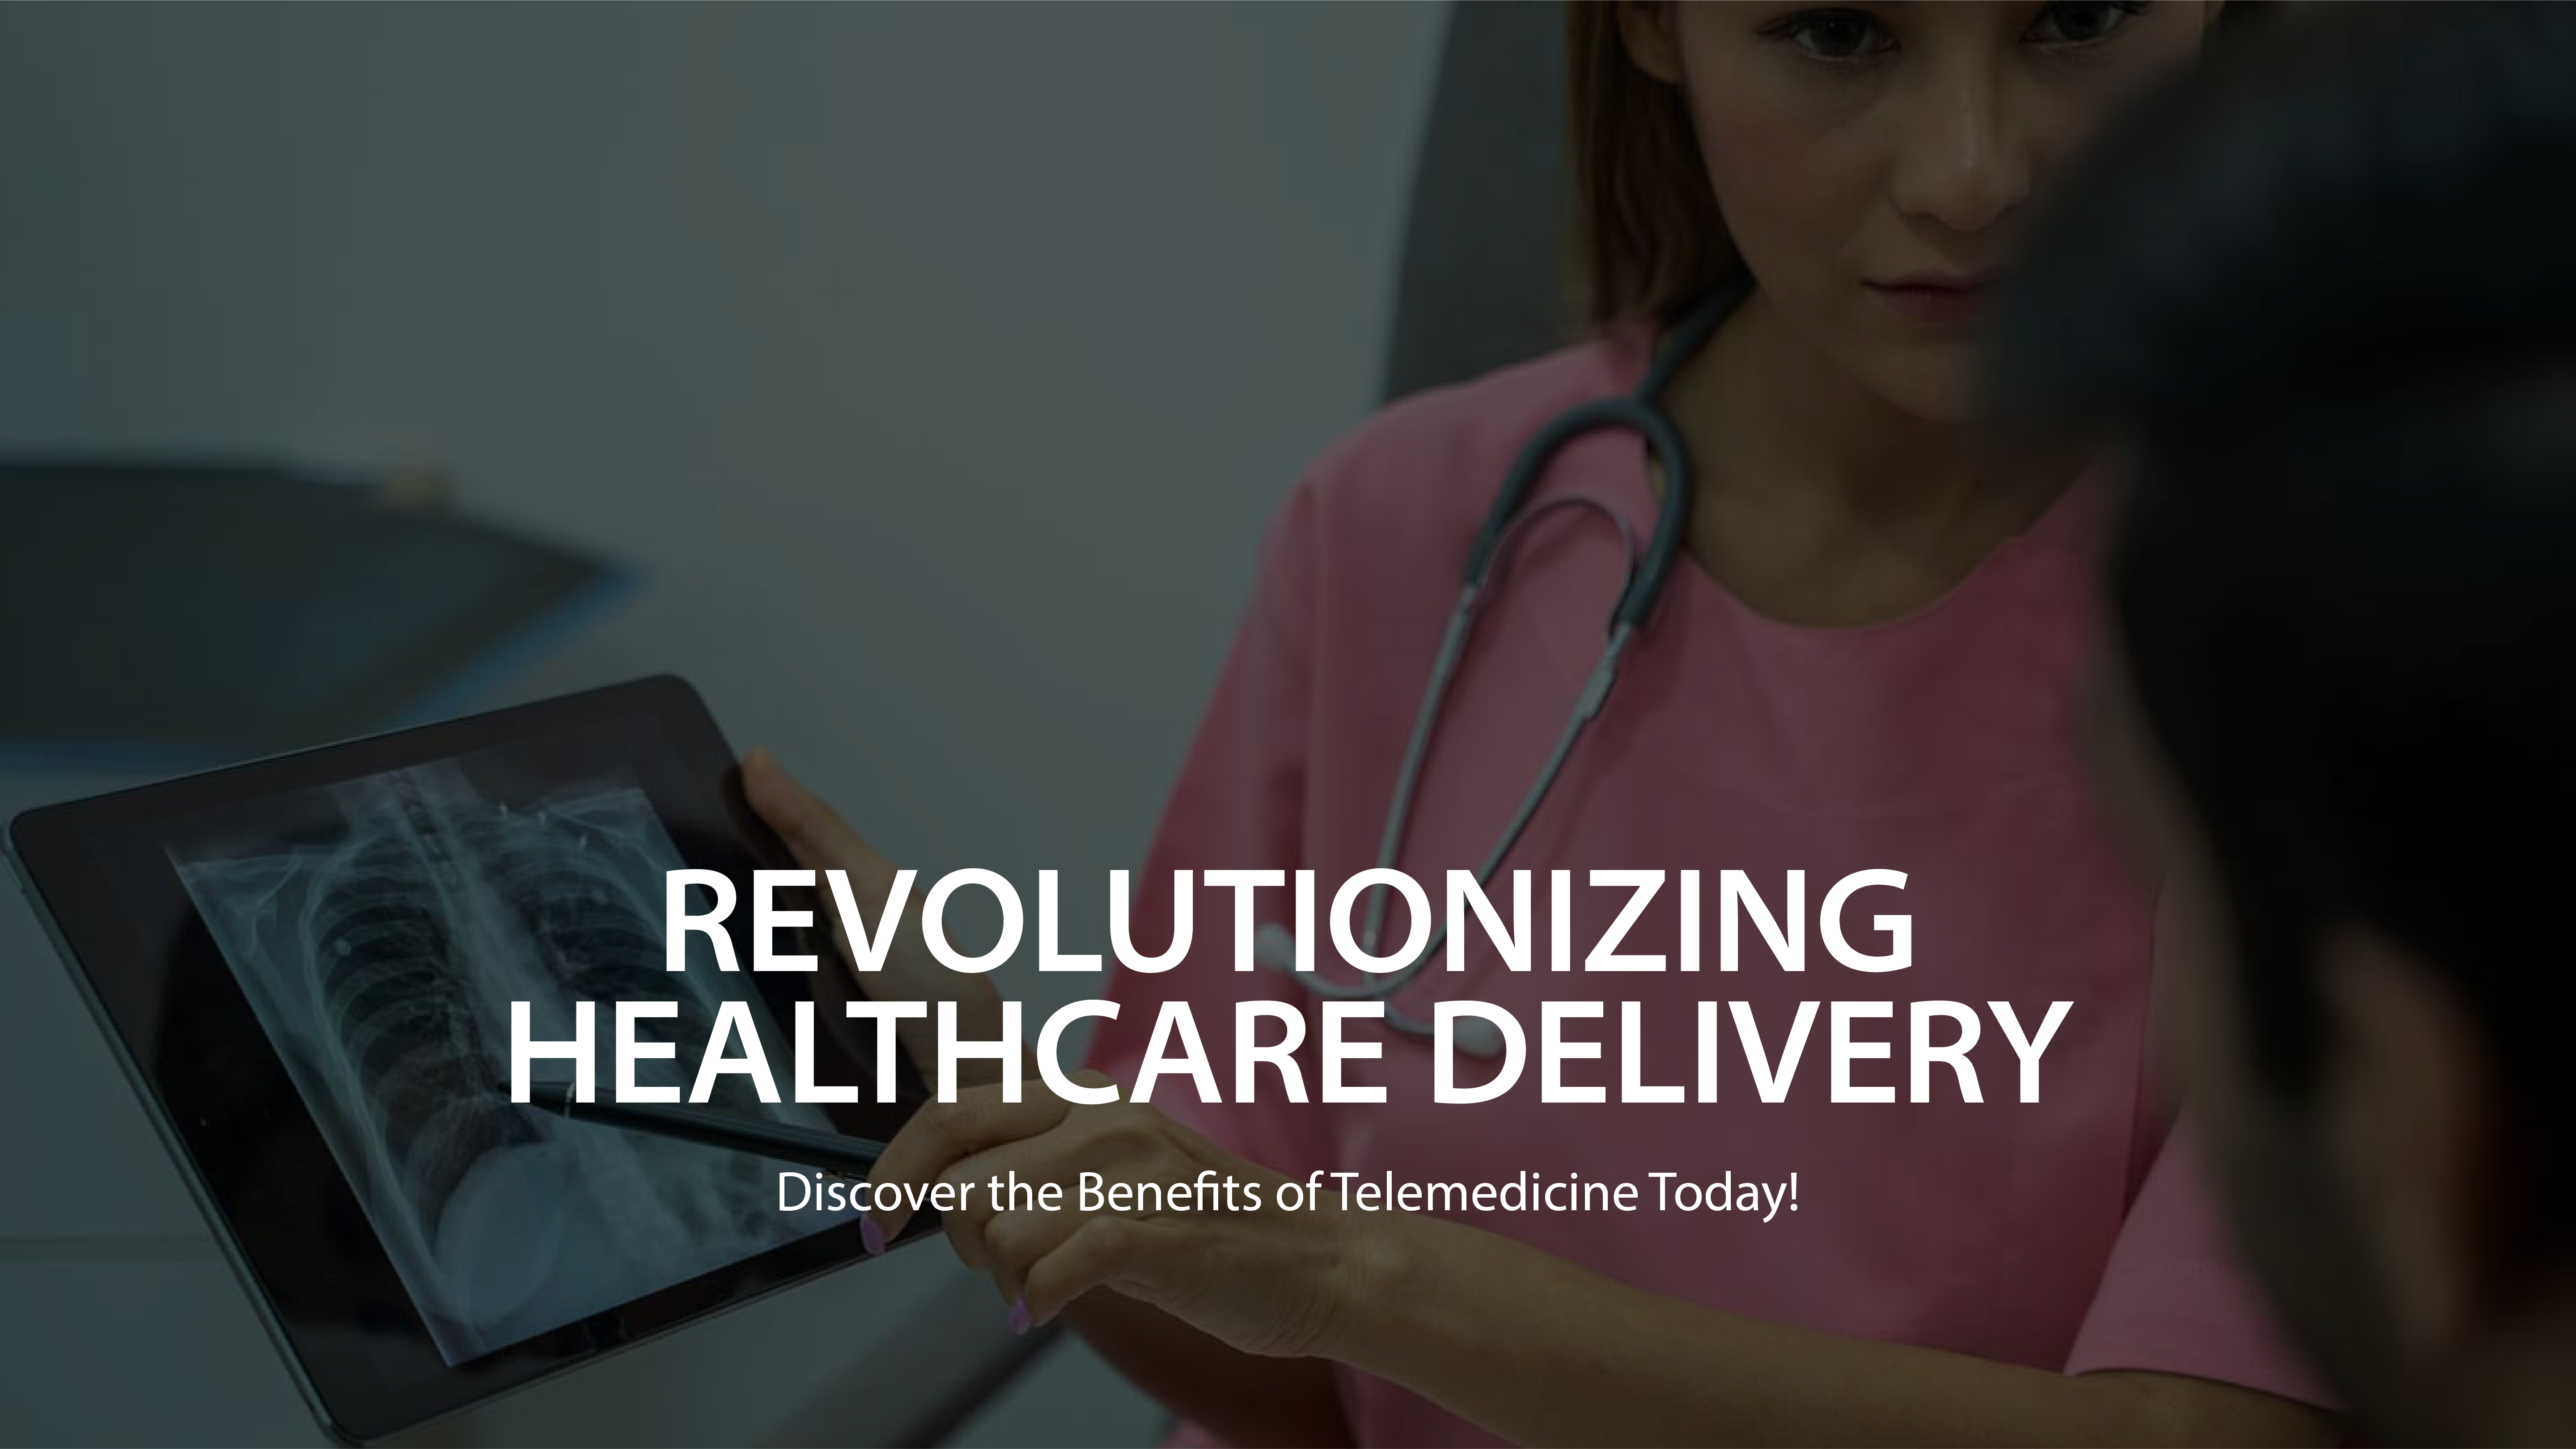 REVOLUTIONIZING
HEALTHCARE DELIVERY
Discover the Benefits of Telemedicine Today!